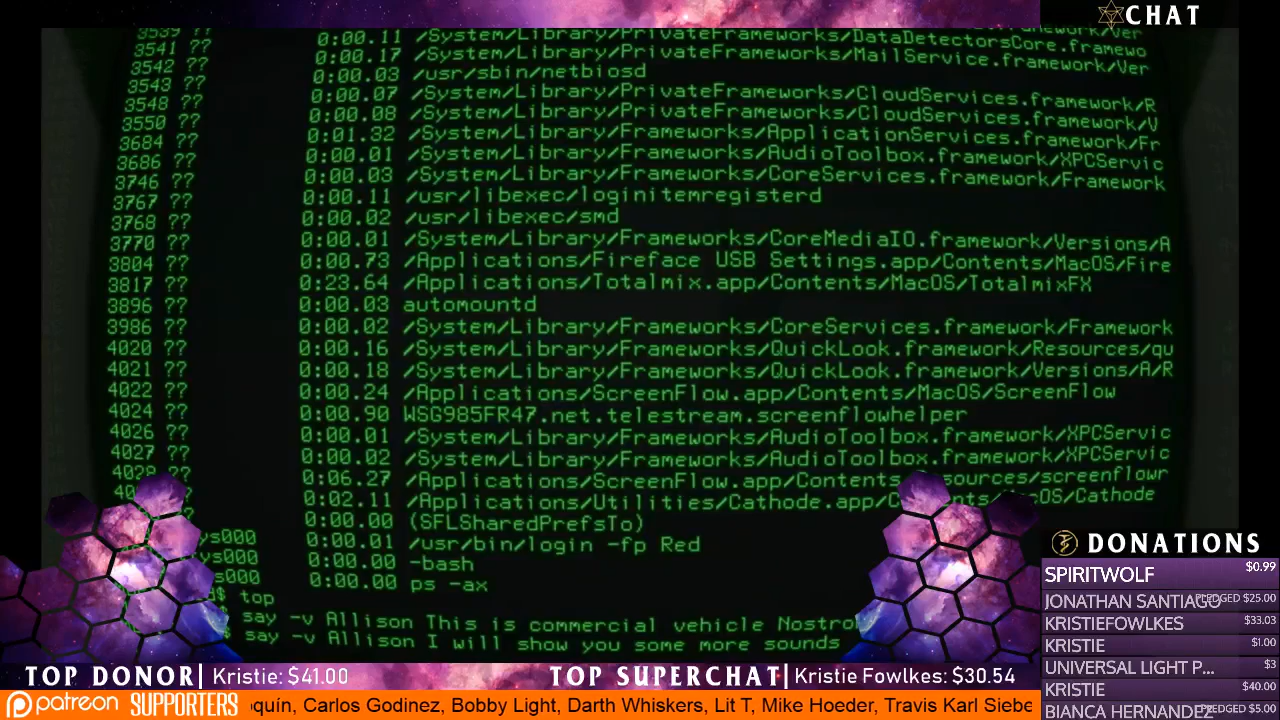 CHAT
3539 ?? 0:00.11 /System/Library/PrivateFrameworks/DataDetectorsCore.framewo
3541 ?? 0:00.17 /System/Library/PrivateFrameworks/MailService.framework/Ver
3542 ?? 0:00.03 /usr/sbin/netbiosd
3543 ?? 0:00.07 /System/Library/PrivateFrameworks/CloudServices.framework/R
3548 ?? 0:00.08 /System/Library/PrivateFrameworks/CloudServices.framework/V
3550 ?? 0:01.32 /System/Library/Frameworks/ApplicationServices.framework/Fr
3684 ?? 0:00.01 /System/Library/Frameworks/AudioToolbox.framework/XPCServic
3686 ?? 0:00.03 /System/Library/Frameworks/CoreServices.framework/Framework
3746 ?? 0:00.11 /usr/libexec/loginitemregisterd
3767 ?? 0:00.02 /usr/libexec/smd
3768 ?? 0:00.01 /System/Library/Frameworks/CoreMediaIO.framework/Versions/A
3770 ?? 0:00.73 /Applications/Fireface USB Settings.app/Contents/MacOS/Fire
3804 ?? 0:23.64 /Applications/Totalmix.app/Contents/MacOS/TotalmixFX
3817 ?? 0:00.03 automountd
3896 ?? 0:00.02 /System/Library/Frameworks/CoreServices.framework/Framework
3986 ?? 0:00.16 /System/Library/Frameworks/QuickLook.framework/Resources/qu
4020 ?? 0:00.18 /System/Library/Frameworks/QuickLook.framework/Versions/A/R
4021 ?? 0:00.24 /Applications/ScreenFlow.app/Contents/MacOS/ScreenFlow
4022 ?? 0:00.90 WSG985FR47.net.telestream.screenflowhelper
4024 ?? 0:00.01 /System/Library/Frameworks/AudioToolbox.framework/XPCServic
4026 ?? 0:00.02 /System/Library/Frameworks/AudioToolbox.framework/XPCServic
4027 ?? 0:06.27 /Applications/ScreenFlow.app/Contents sources/screenflowr
4028 ?? 0:02.11 /Applications/Utilities/Cathode.app/ OS/Cathode
0:00.00 (SFLSharedPrefsTo)
ys000 0:00.01 /usr/bin/login -fp Red
ys000 0:00.00 -bash
s000 0:00.00 ps -ax
$ top
$ say -v Allison This is commercial vehicle Nostro
$ say -v Allison I will show you some more sounds
DONATIONS
SPIRITWOLF $0.99
JONATHAN SANTIAGO PLEDGED $25.00
KRISTIEFOWLKES $33.03
KRISTIE $1.00
UNIVERSAL LIGHT P... $3
KRISTIE $40.00
BIANCA HERNANDEZ PLEDGED $5.00
TOP DONOR| Kristie: $41.00
TOP SUPERCHAT| Kristie Fowlkes: $30.54
patreon SUPPORTERS quín, Carlos Godinez, Bobby Light, Darth Whiskers, Lit T, Mike Hoeder, Travis Karl Siebe